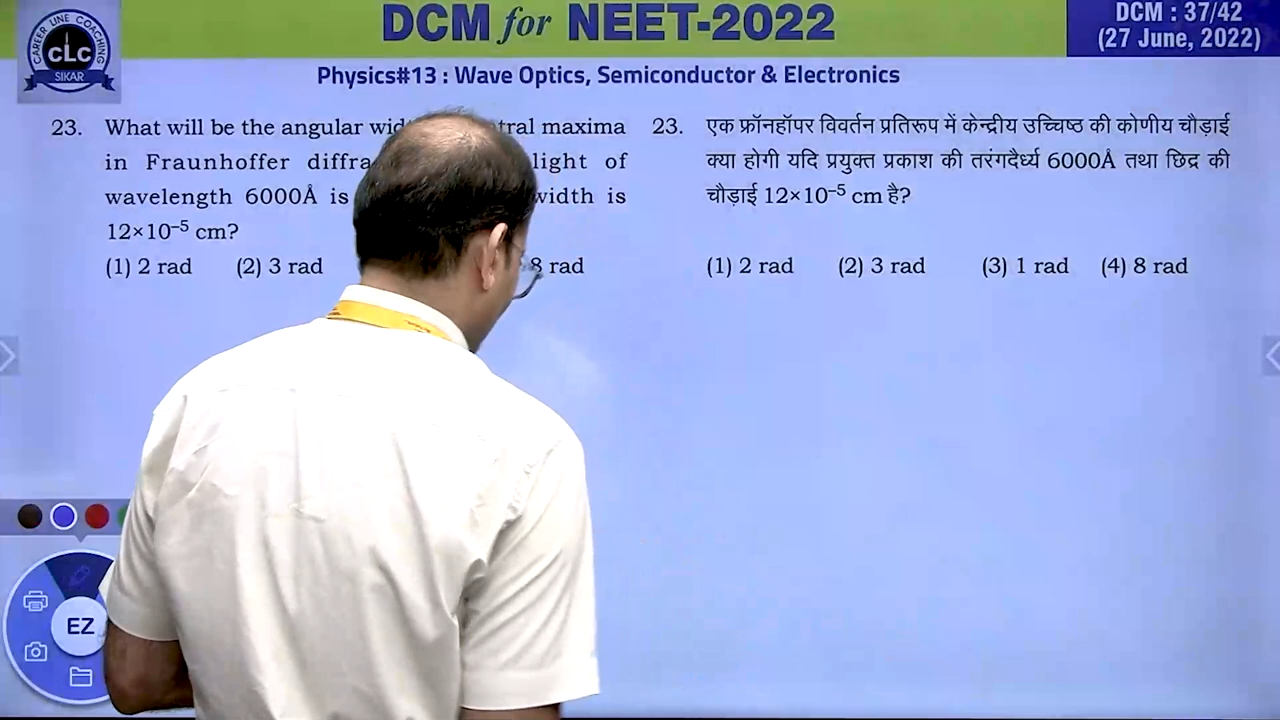 DCM for NEET-2022
DCM : 37/42
(27 June, 2022)
CAREER LINE COACHING
CLC
SIKAR
Physics#13 : Wave Optics, Semiconductor & Electronics
23. What will be the angular maxima
in Fraunhoffer light of
wavelength 6000Å is width is
12×10⁻⁵ cm?
(1) 2 rad (2) 3 rad 8 rad
23. एक फ्रॉनहॉपर विवर्तन प्रतिरूप में केन्द्रीय उच्चिष्ठ की कोणीय चौड़ाई
क्या होगी यदि प्रयुक्त प्रकाश की तरंगदैर्ध्य 6000Å तथा छिद्र की
चौड़ाई 12×10⁻⁵ cm है?
(1) 2 rad (2) 3 rad (3) 1 rad (4) 8 rad
EZ